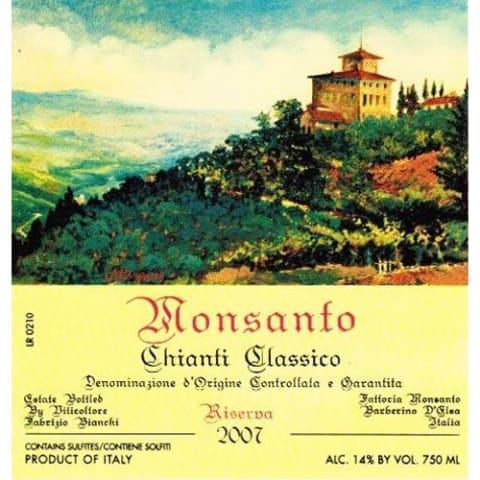 LR 0210
Monsanto
Chianti Classico
Denominazione d'Origine Controllata e Garantita
Estate Bottled
By Viticoltore
Fabrizio Bianchi
Riserva
2007
Fattoria Monsanto
Barberino D'Elsa
Italia
CONTAINS SULFITES/CONTIENE SOLFITI
PRODUCT OF ITALY
ALC. 14% BY VOL. 750 ML